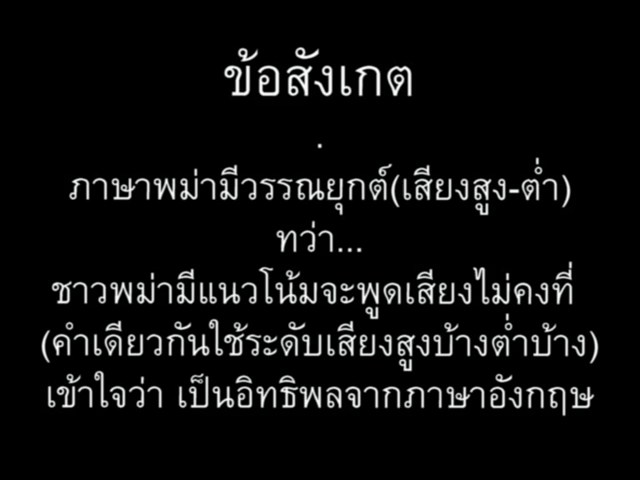 ข้อสังเกต
.
ภาษาพม่ามีวรรณยุกต์(เสียงสูง-ต่ำ)
ทว่า...
ชาวพม่ามีแนวโน้มจะพูดเสียงไม่คงที่
(คำเดียวกันใช้ระดับเสียงสูงบ้างต่ำบ้าง)
เข้าใจว่า เป็นอิทธิพลจากภาษาอังกฤษ